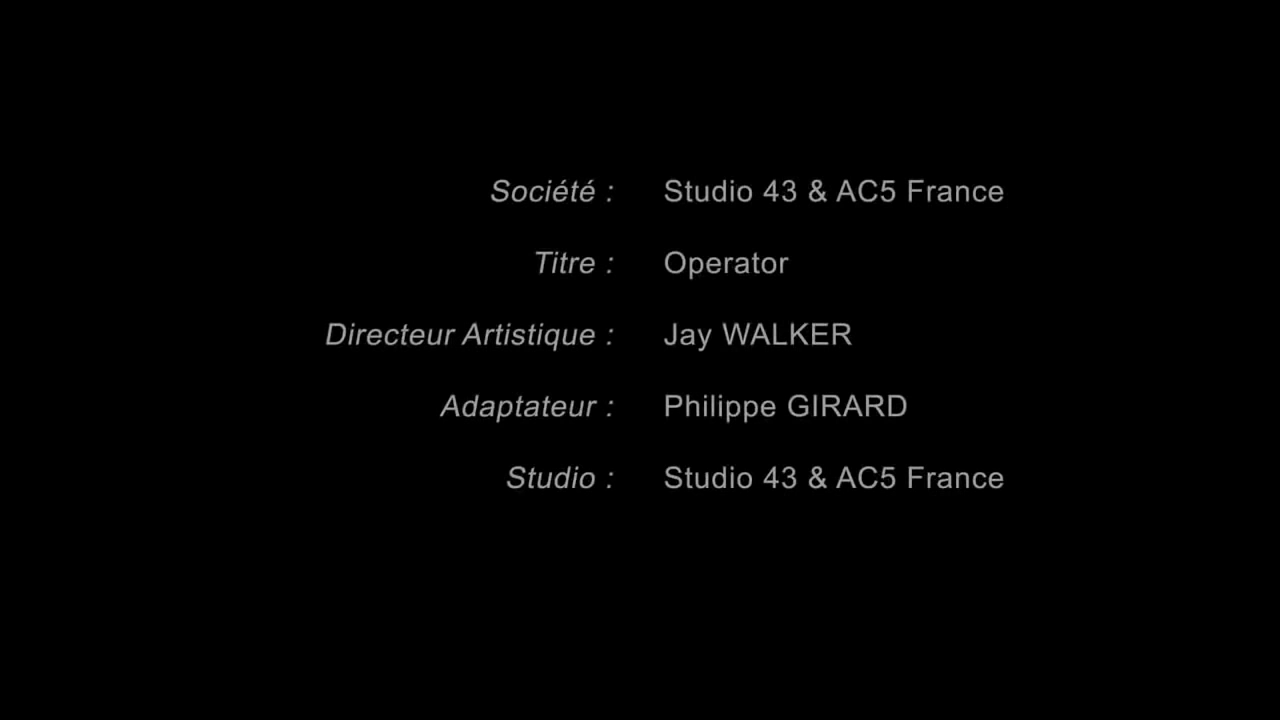 Société : Studio 43 & AC5 France
Titre : Operator
Directeur Artistique : Jay WALKER
Adaptateur : Philippe GIRARD
Studio : Studio 43 & AC5 France